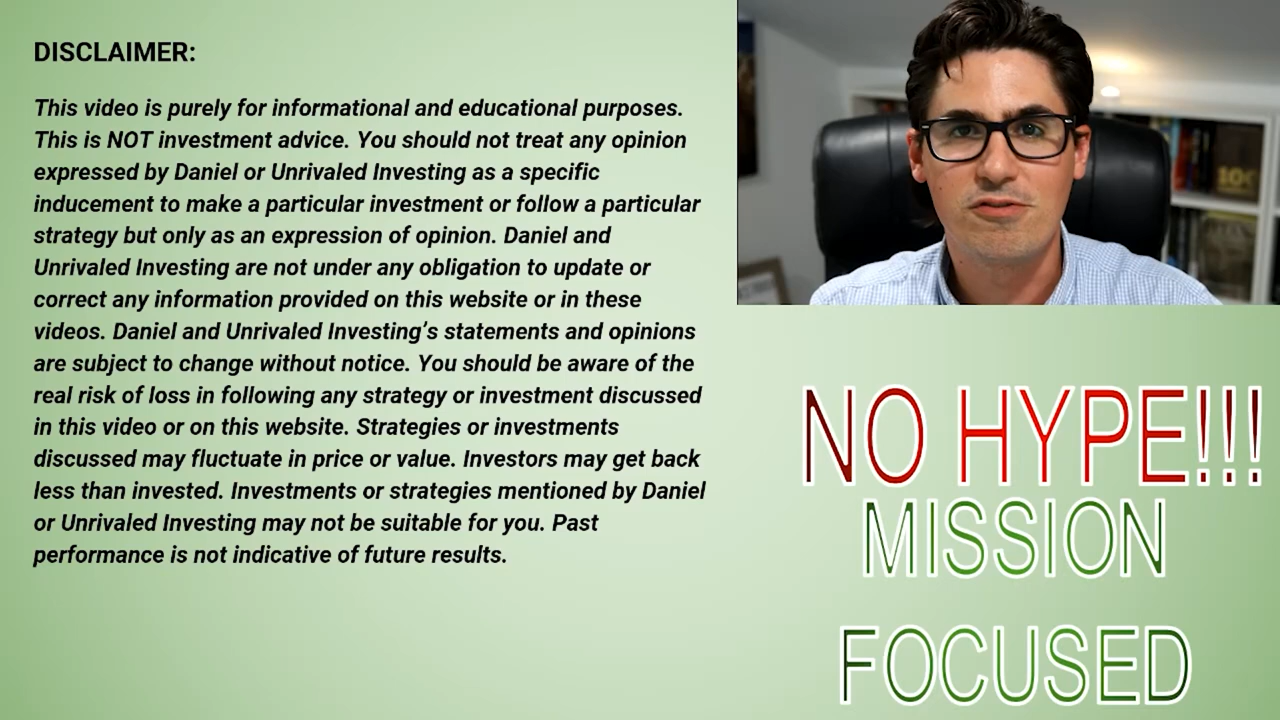 DISCLAIMER:
This video is purely for informational and educational purposes.
This is NOT investment advice. You should not treat any opinion
expressed by Daniel or Unrivaled Investing as a specific
inducement to make a particular investment or follow a particular
strategy but only as an expression of opinion. Daniel and
Unrivaled Investing are not under any obligation to update or
correct any information provided on this website or in these
videos. Daniel and Unrivaled Investing’s statements and opinions
are subject to change without notice. You should be aware of the
real risk of loss in following any strategy or investment discussed
in this video or on this website. Strategies or investments
discussed may fluctuate in price or value. Investors may get back
less than invested. Investments or strategies mentioned by Daniel
or Unrivaled Investing may not be suitable for you. Past
performance is not indicative of future results.
NO HYPE!!!
MISSION
FOCUSED